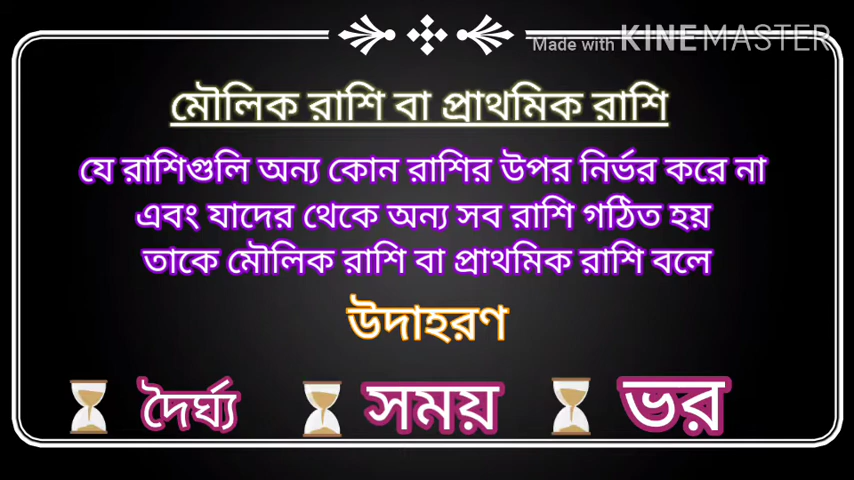 Made with KINEMASTER
মৌলিক রাশি বা প্রাথমিক রাশি
যে রাশিগুলি অন্য কোন রাশির উপর নির্ভর করে না
এবং যাদের থেকে অন্য সব রাশি গঠিত হয়
তাকে মৌলিক রাশি বা প্রাথমিক রাশি বলে
উদাহরণ
দৈর্ঘ্য সময় ভর